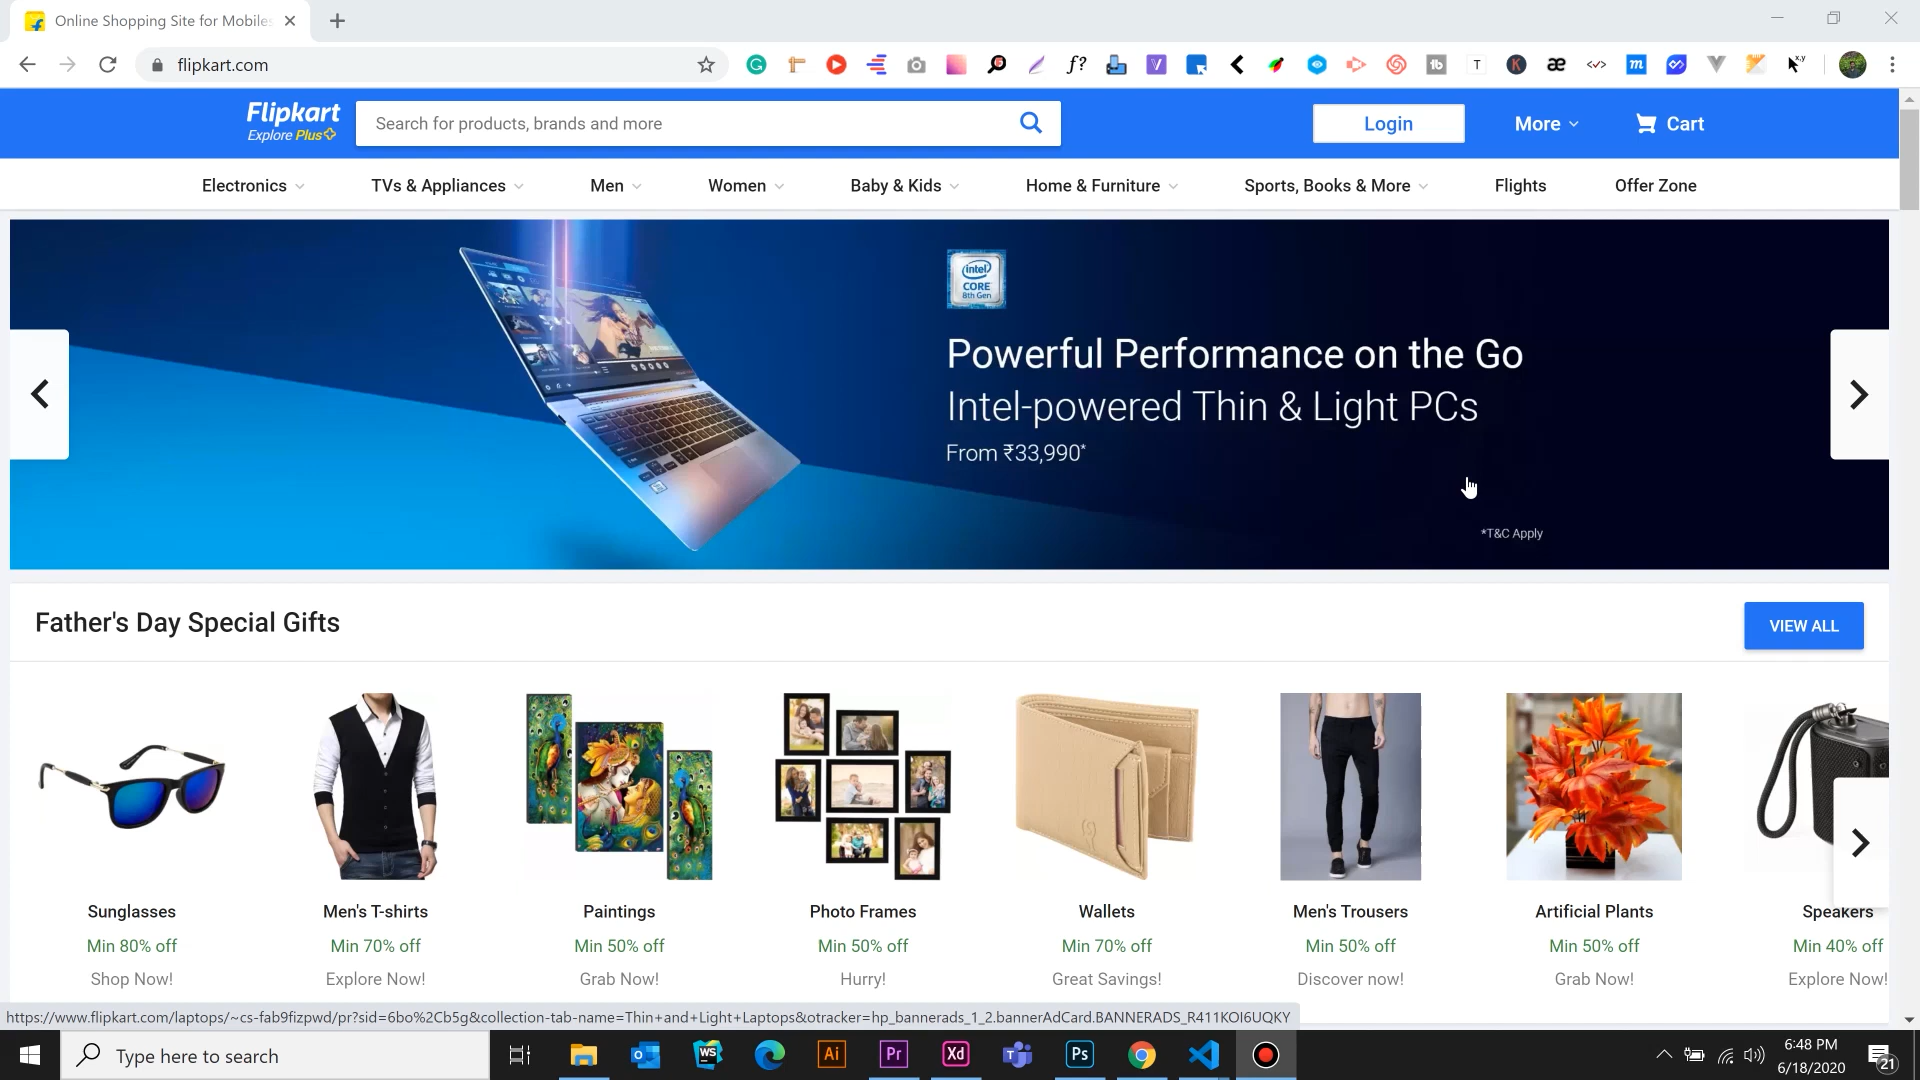 Online Shopping Site for Mobiles
flipkart.com
Flipkart
Explore Plus
Search for products, brands and more
Login
More
Cart
Electronics
TVs & Appliances
Men
Women
Baby & Kids
Home & Furniture
Sports, Books & More
Flights
Offer Zone
intel
CORE
8th Gen
Powerful Performance on the Go
Intel-powered Thin & Light PCs
From ₹33,990*
*T&C Apply
Father's Day Special Gifts
VIEW ALL
Sunglasses
Men's T-shirts
Paintings
Photo Frames
Wallets
Men's Trousers
Artificial Plants
Speakers
Min 80% off
Min 70% off
Min 50% off
Min 50% off
Min 70% off
Min 50% off
Min 50% off
Min 40% off
Shop Now!
Explore Now!
Grab Now!
Hurry!
Great Savings!
Discover now!
Grab Now!
Explore Now!
https://www.flipkart.com/laptops/~cs-fab9fizpwd/pr?sid=6bo%2Cb5g&collection-tab-name=Thin+and+Light+Laptops&otracker=hp_bannerads_1_2.bannerAdCard.BANNERADS_R411KOI6UQKY
Type here to search
WS
Ai
Pr
Xd
Ps
6:48 PM
6/18/2020
21